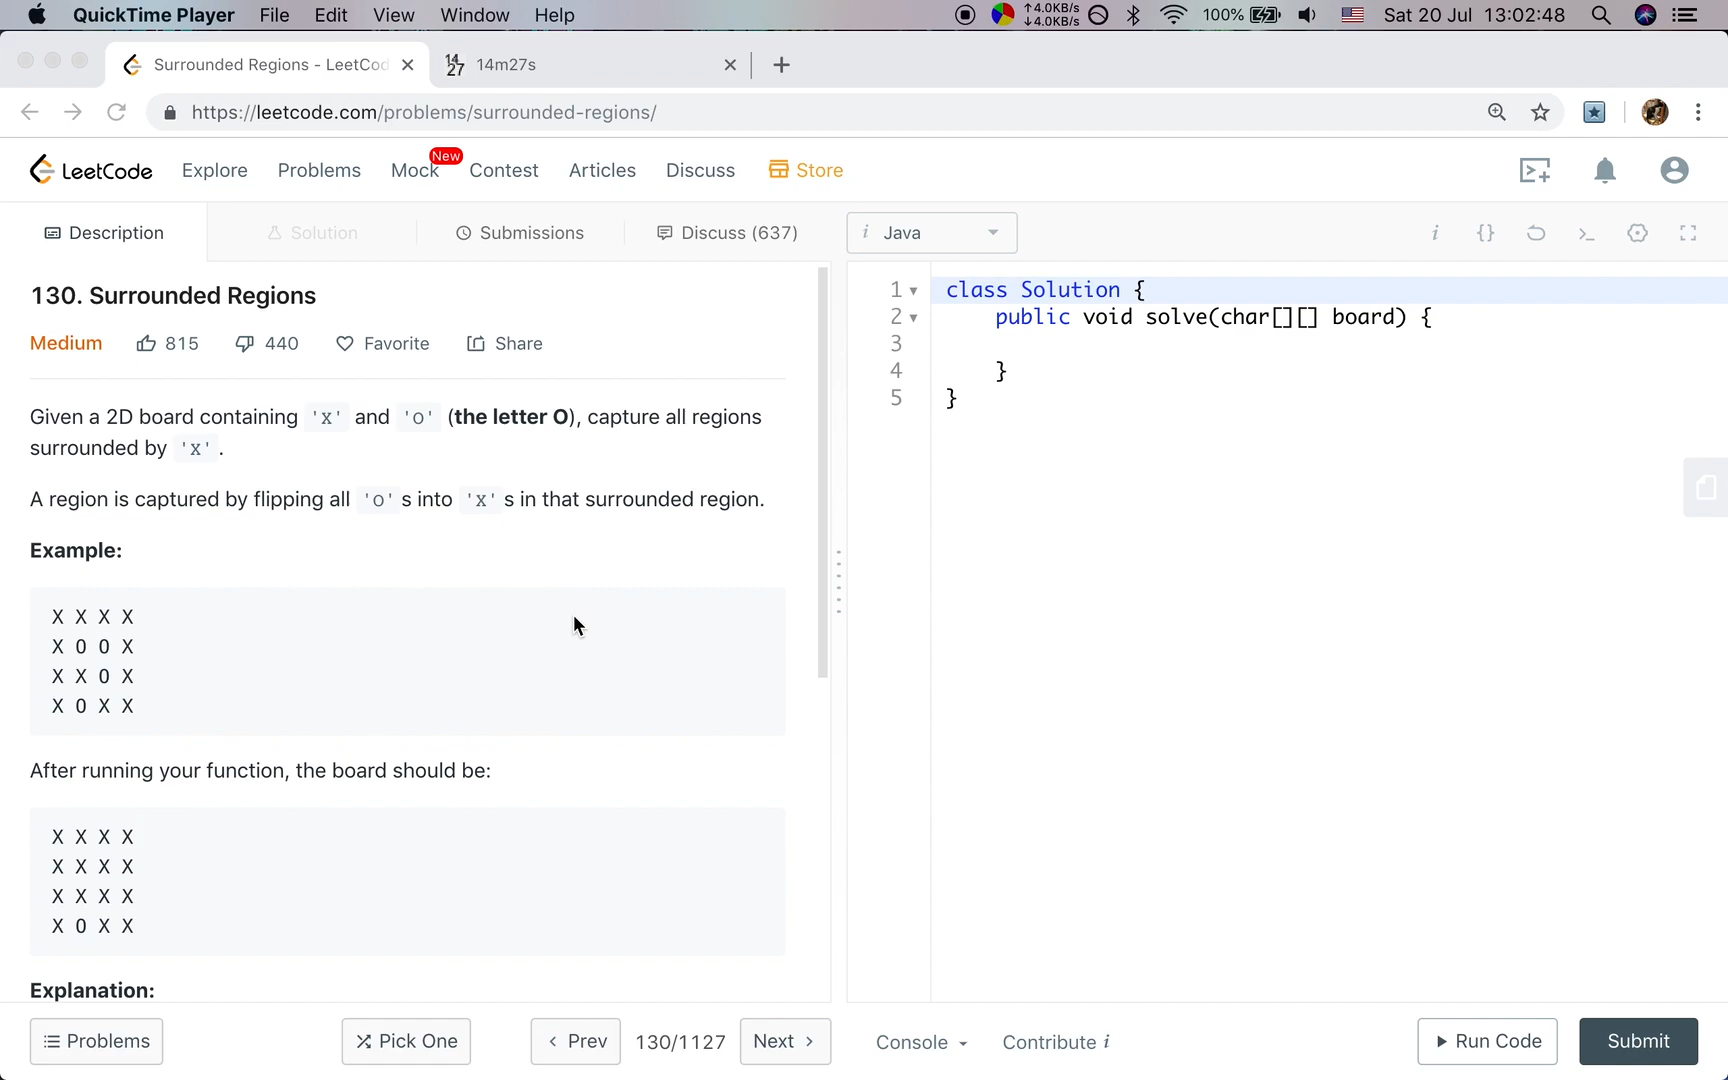 QuickTime Player File Edit View Window Help 4.0KB/s 4.0KB/s 100% Sat 20 Jul 13:02:48
Surrounded Regions - LeetCod 14 27 14m27s
https://leetcode.com/problems/surrounded-regions/
LeetCode Explore Problems Mock New Contest Articles Discuss Store
Description Solution Submissions Discuss (637) i Java i {}
130. Surrounded Regions
Medium 815 440 Favorite Share
Given a 2D board containing 'X' and 'O' (the letter O), capture all regions
surrounded by 'X'.
A region is captured by flipping all 'O's into 'X's in that surrounded region.
Example:
X X X X
X O O X
X X O X
X O X X
After running your function, the board should be:
X X X X
X X X X
X X X X
X O X X
Explanation:
1 class Solution {
2 public void solve(char[][] board) {
3
4 }
5 }
Problems Pick One Prev 130/1127 Next Console Contribute i Run Code Submit